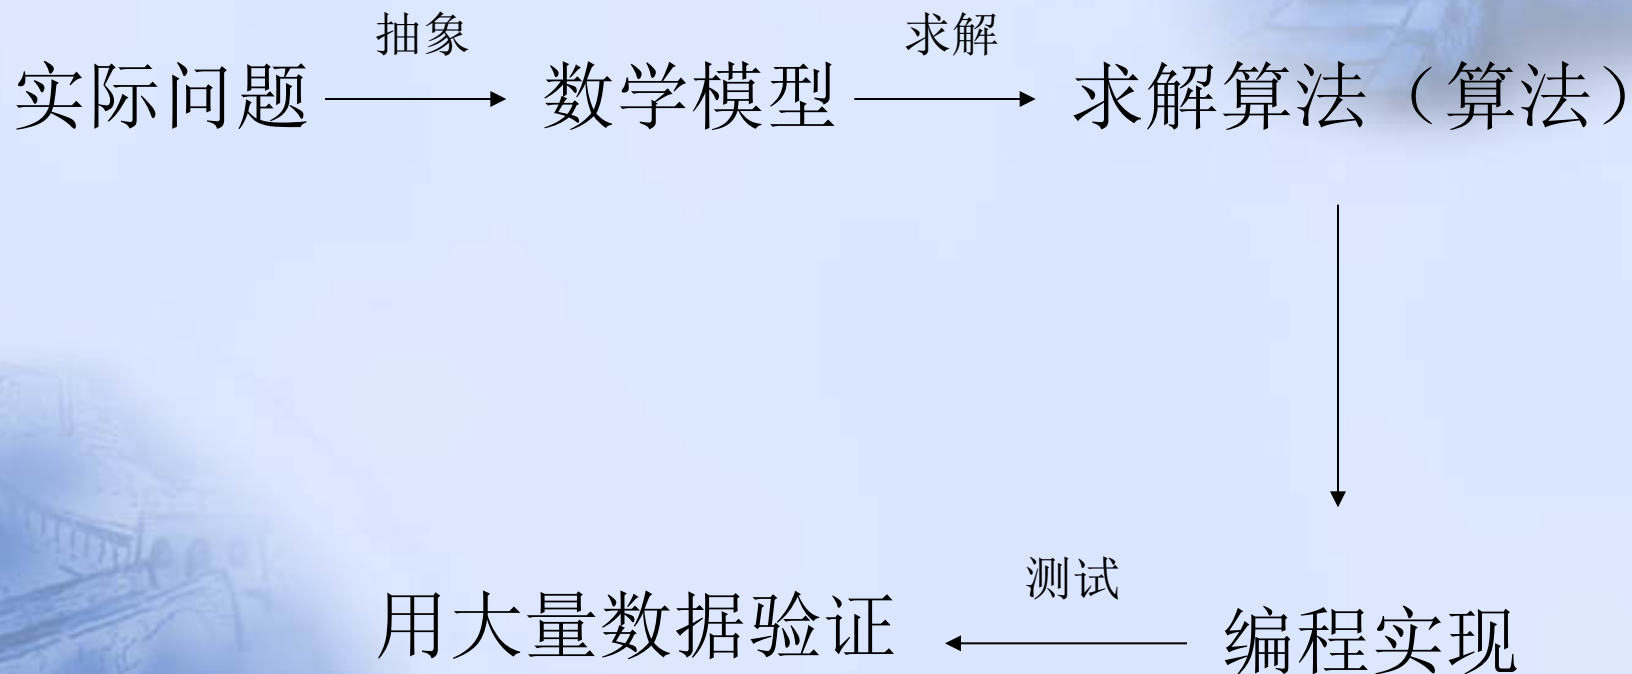 抽象
求解
实际问题
数学模型
求解算法（算法）
测试
用大量数据验证
编程实现